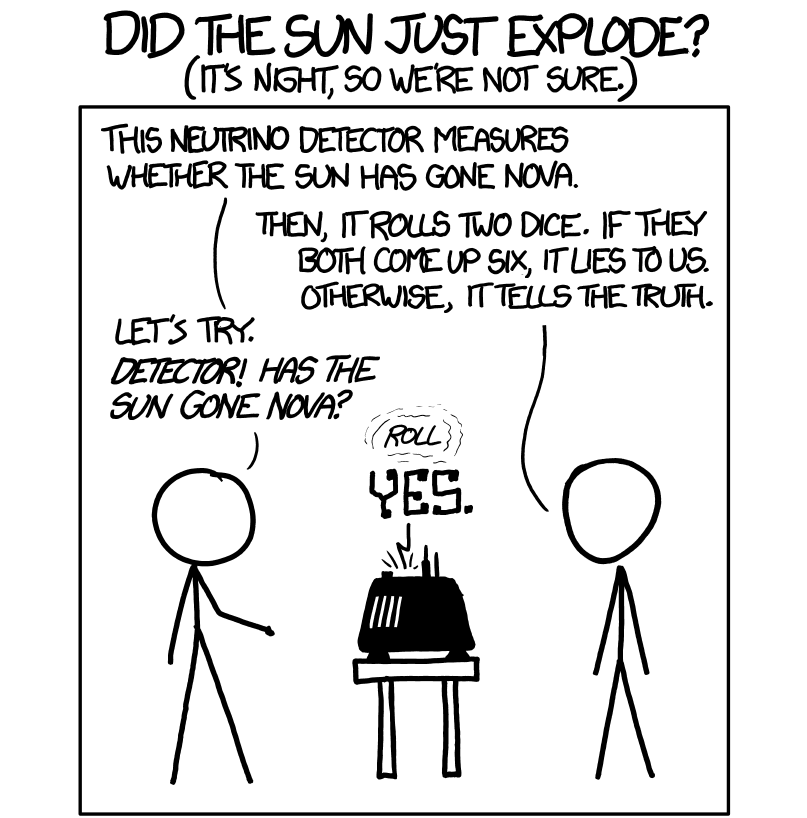 DID THE SUN JUST EXPLODE?
(IT'S NIGHT, SO WE'RE NOT SURE.)
THIS NEUTRINO DETECTOR MEASURES
WHETHER THE SUN HAS GONE NOVA.
THEN, IT ROLLS TWO DICE. IF THEY
BOTH COME UP SIX, IT LIES TO US.
OTHERWISE, IT TELLS THE TRUTH.
LET'S TRY.
DETECTOR! HAS THE
SUN GONE NOVA?
ROLL
YES.